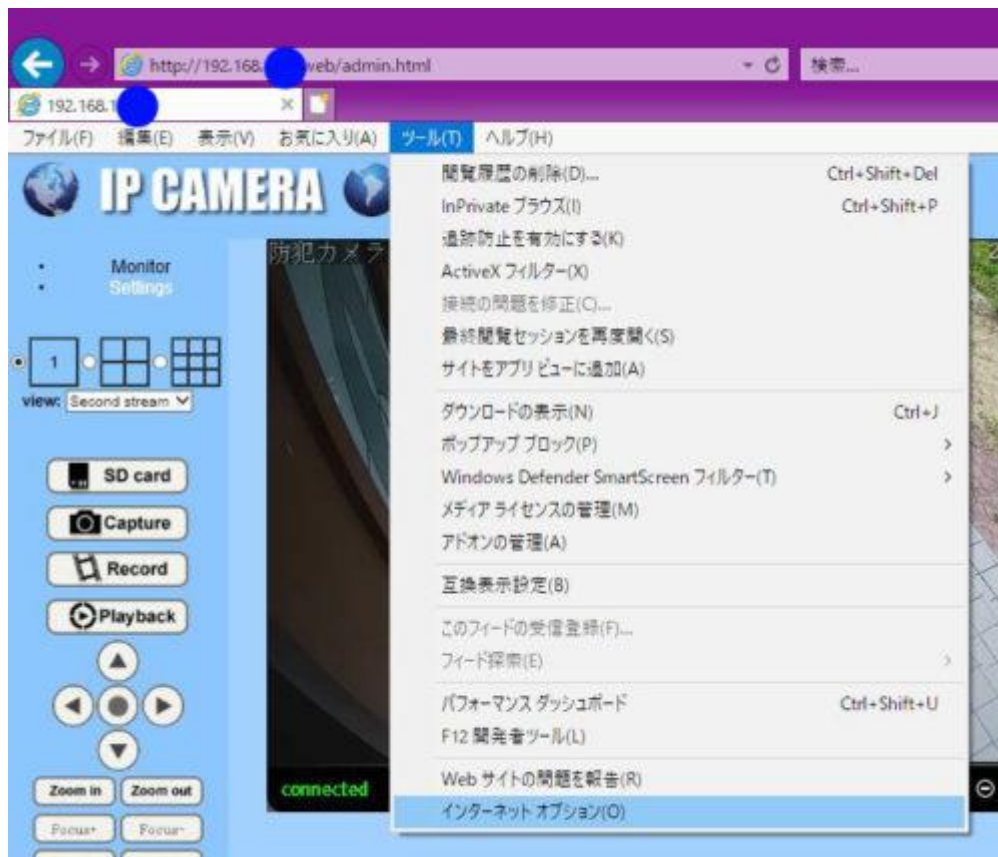 http://192.168. web/admin.html
検索...
192.168.1
ファイル(F) 編集(E) 表示(V) お気に入り(A) ツール(T) ヘルプ(H)
IP CAMERA
防犯カメラ
Monitor
Settings
1
view: Second stream
SD card
Capture
Record
Playback
Zoom in Zoom out
Focus+ Focus-
connected
閲覧履歴の削除(D)... Ctrl+Shift+Del
InPrivate ブラウズ(I) Ctrl+Shift+P
追跡防止を有効にする(K)
ActiveX フィルター(X)
接続の問題を修正(C)...
最終閲覧セッションを再度開く(S)
サイトをアプリ ビューに追加(A)
ダウンロードの表示(N) Ctrl+J
ポップアップ ブロック(P)
Windows Defender SmartScreen フィルター(T)
メディア ライセンスの管理(M)
アドオンの管理(A)
互換表示設定(B)
このフィードの受信登録(F)...
フィード探索(E)
パフォーマンス ダッシュボード Ctrl+Shift+U
F12 開発者ツール(L)
Web サイトの問題を報告(R)
インターネット オプション(O)